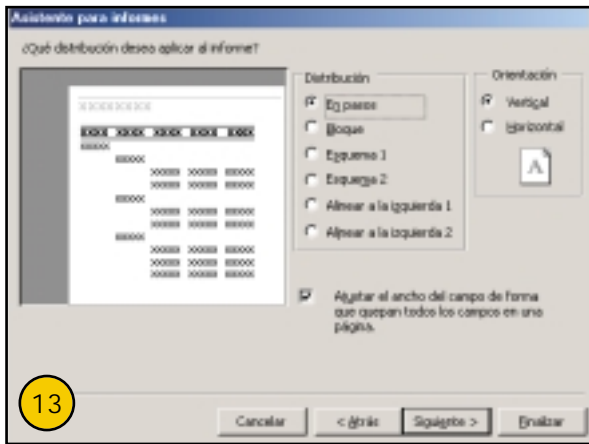 Asistente para informes
¿Qué distribución desea aplicar al informe?
Distribución
En pasos
Bloque
Esquema 1
Esquema 2
Alinear a la izquierda 1
Alinear a la izquierda 2
Orientación
Vertical
Horizontal
A
Ajustar el ancho del campo de forma
que quepan todos los campos en una
página.
13
Cancelar
< Atrás
Siguiente >
Finalizar